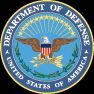 DEPARTMENT OF DEFENSE
UNITED STATES OF AMERICA